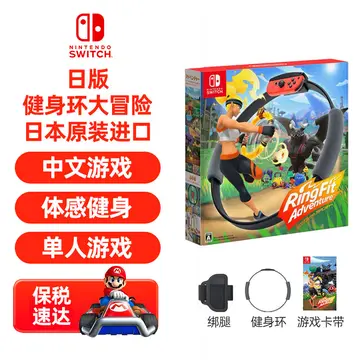 NINTENDO
SWITCH
日版
健身环大冒险
日本原装进口
中文游戏
体感健身
单人游戏
保税
速达
RingFit
Adventure
绑腿
健身环
游戏卡带